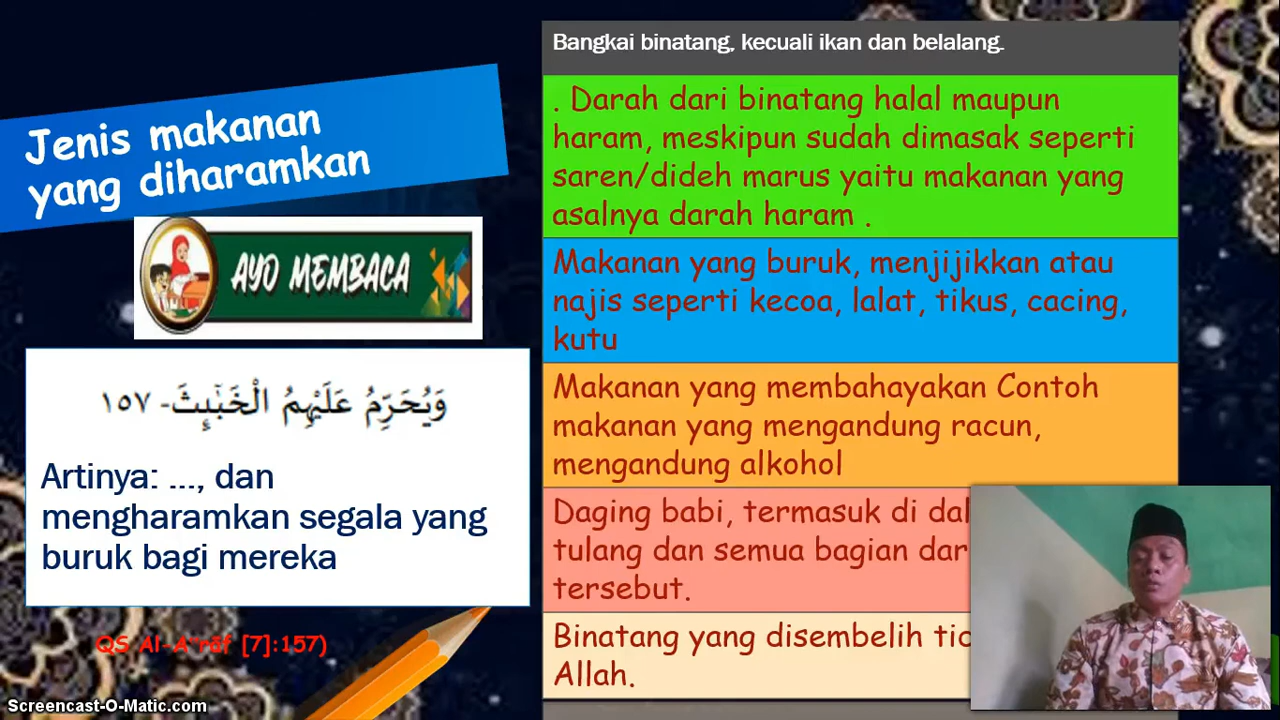 Jenis makanan
yang diharamkan
AYO MEMBACA
وَيُحَرِّمُ عَلَيْهِمُ الْخَبٰۤىِٕثَ- ١٥٧
Artinya: ..., dan
mengharamkan segala yang
buruk bagi mereka
QS Al-A'rāf [7]:157)
Bangkai binatang, kecuali ikan dan belalang.
. Darah dari binatang halal maupun
haram, meskipun sudah dimasak seperti
saren/dideh marus yaitu makanan yang
asalnya darah haram .
Makanan yang buruk, menjijikkan atau
najis seperti kecoa, lalat, tikus, cacing,
kutu
Makanan yang membahayakan Contoh
makanan yang mengandung racun,
mengandung alkohol
Daging babi, termasuk di
tulang dan semua bagian
tersebut.
Binatang yang disembelih
Allah.
Screencast-O-Matic.com